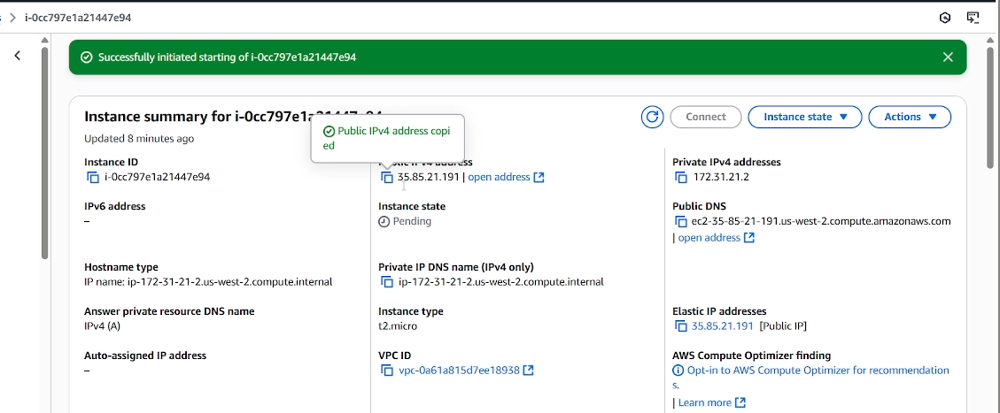 i-0cc797e1a21447e94
Successfully initiated starting of i-0cc797e1a21447e94
Instance summary for i-0cc797e1a21447e94
Updated 8 minutes ago
Connect
Instance state
Actions
Public IPv4 address copi
ed
Instance ID
i-0cc797e1a21447e94
Public IPv4 address
35.85.21.191 | open address
Private IPv4 addresses
172.31.21.2
IPv6 address
–
Instance state
Pending
Public DNS
ec2-35-85-21-191.us-west-2.compute.amazonaws.com
| open address
Hostname type
IP name: ip-172-31-21-2.us-west-2.compute.internal
Private IP DNS name (IPv4 only)
ip-172-31-21-2.us-west-2.compute.internal
Answer private resource DNS name
IPv4 (A)
Instance type
t2.micro
Elastic IP addresses
35.85.21.191 [Public IP]
Auto-assigned IP address
–
VPC ID
vpc-0a61a815d7ee18938
AWS Compute Optimizer finding
Opt-in to AWS Compute Optimizer for recommendation
s.
| Learn more